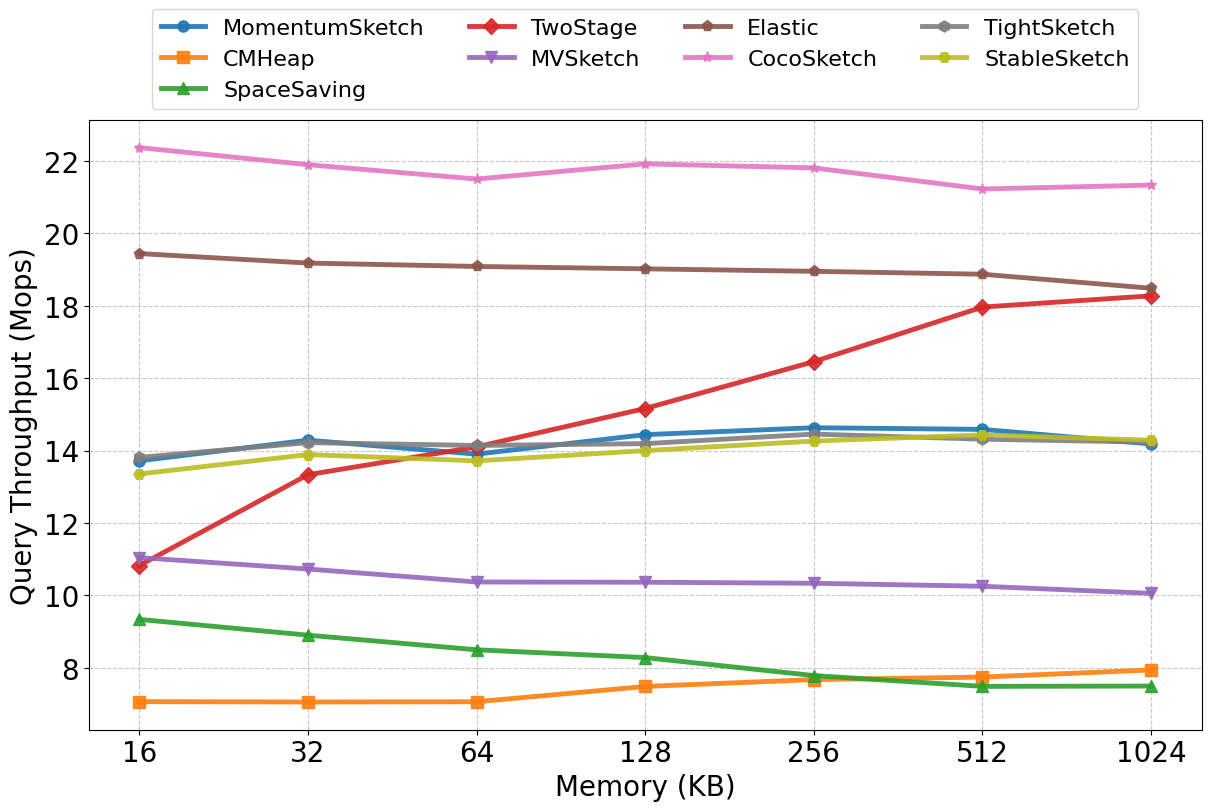 MomentumSketch TwoStage Elastic TightSketch
CMHeap MVSketch CocoSketch StableSketch
SpaceSaving
22
20
18
16
14
12
10
8
Query Throughput (Mops)
16 32 64 128 256 512 1024
Memory (KB)